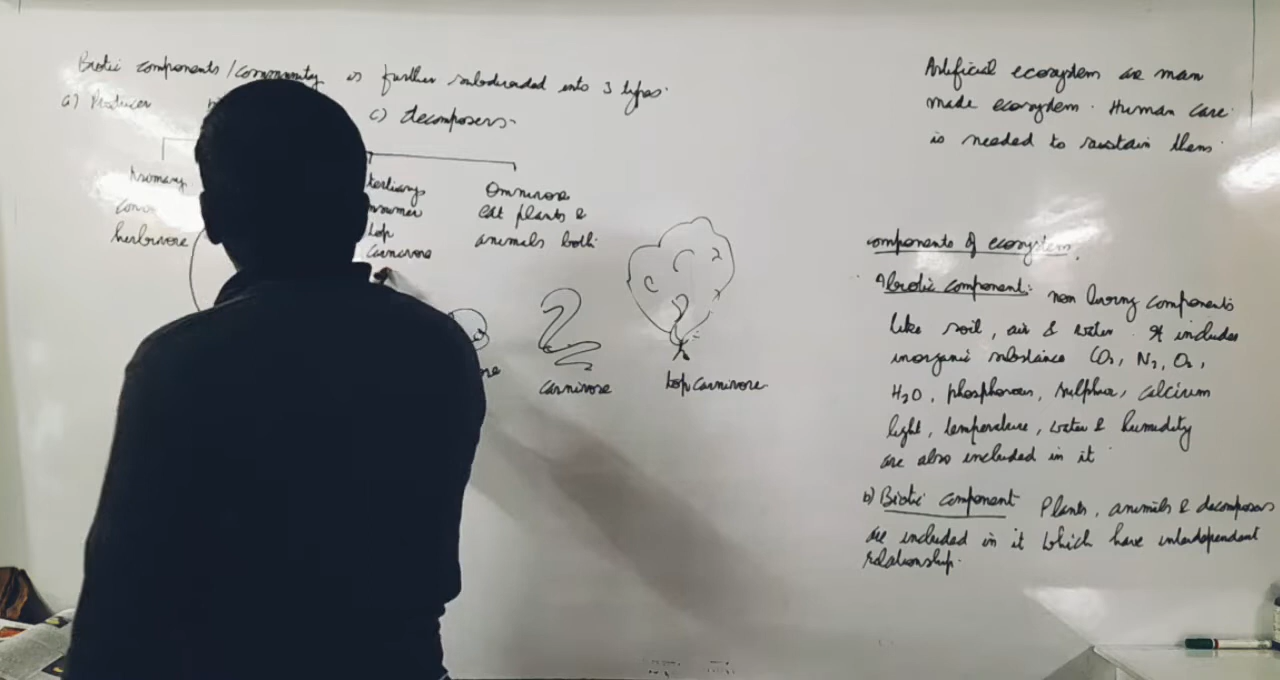 Biotic components / community is further subdivided into 3 types.
a) Producer
c) decomposers
Primary
herbivore
tertiary
top
carnivore
Omnivore
eat plants &
animals both.
carnivore
top carnivore
Artificial ecosystem are man
made ecosystem. Human care
is needed to sustain them.
components of ecosystem.
Abiotic component: non living components
like soil, air & water. It includes
inorganic substance CO2, N2, O2,
H2O, phosphorous, sulphur, calcium
light, temperature, water & humidity
are also included in it
b) Biotic component Plants, animals & decomposers
are included in it which have interdependent
relationship.